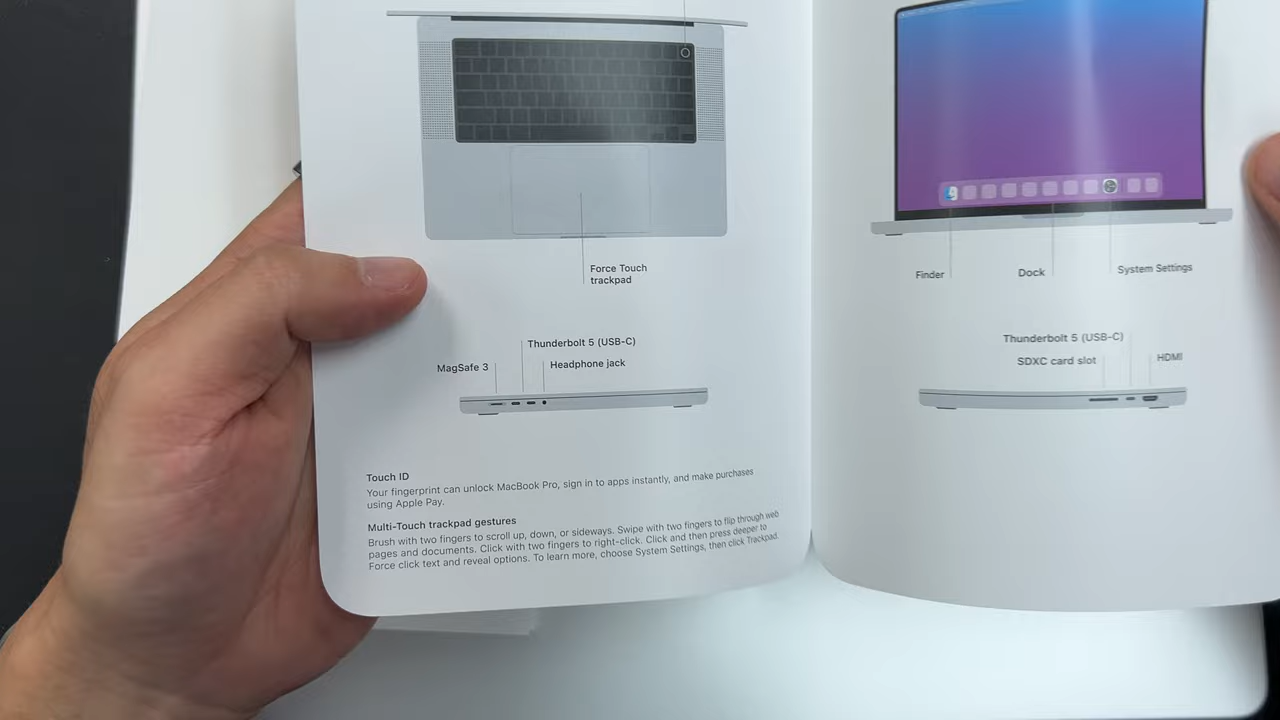 Force Touch
trackpad
Thunderbolt 5 (USB-C)
MagSafe 3
Headphone jack
Touch ID
Your fingerprint can unlock MacBook Pro, sign in to apps instantly, and make purchases
using Apple Pay.
Multi-Touch trackpad gestures
Brush with two fingers to scroll up, down, or sideways. Swipe with two fingers to flip through web
pages and documents. Click with two fingers to right-click. Click and then press deeper to
Force click text and reveal options. To learn more, choose System Settings, then click Trackpad.
Finder
Dock
System Settings
Thunderbolt 5 (USB-C)
SDXC card slot
HDMI